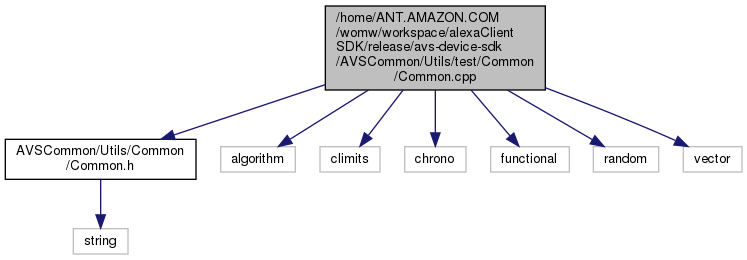 /home/ANT.AMAZON.COM
/womw/workspace/alexaClient
SDK/release/avs-device-sdk
/AVSCommon/Utils/test/Common
/Common.cpp
AVSCommon/Utils/Common
/Common.h
algorithm
climits
chrono
functional
random
vector
string